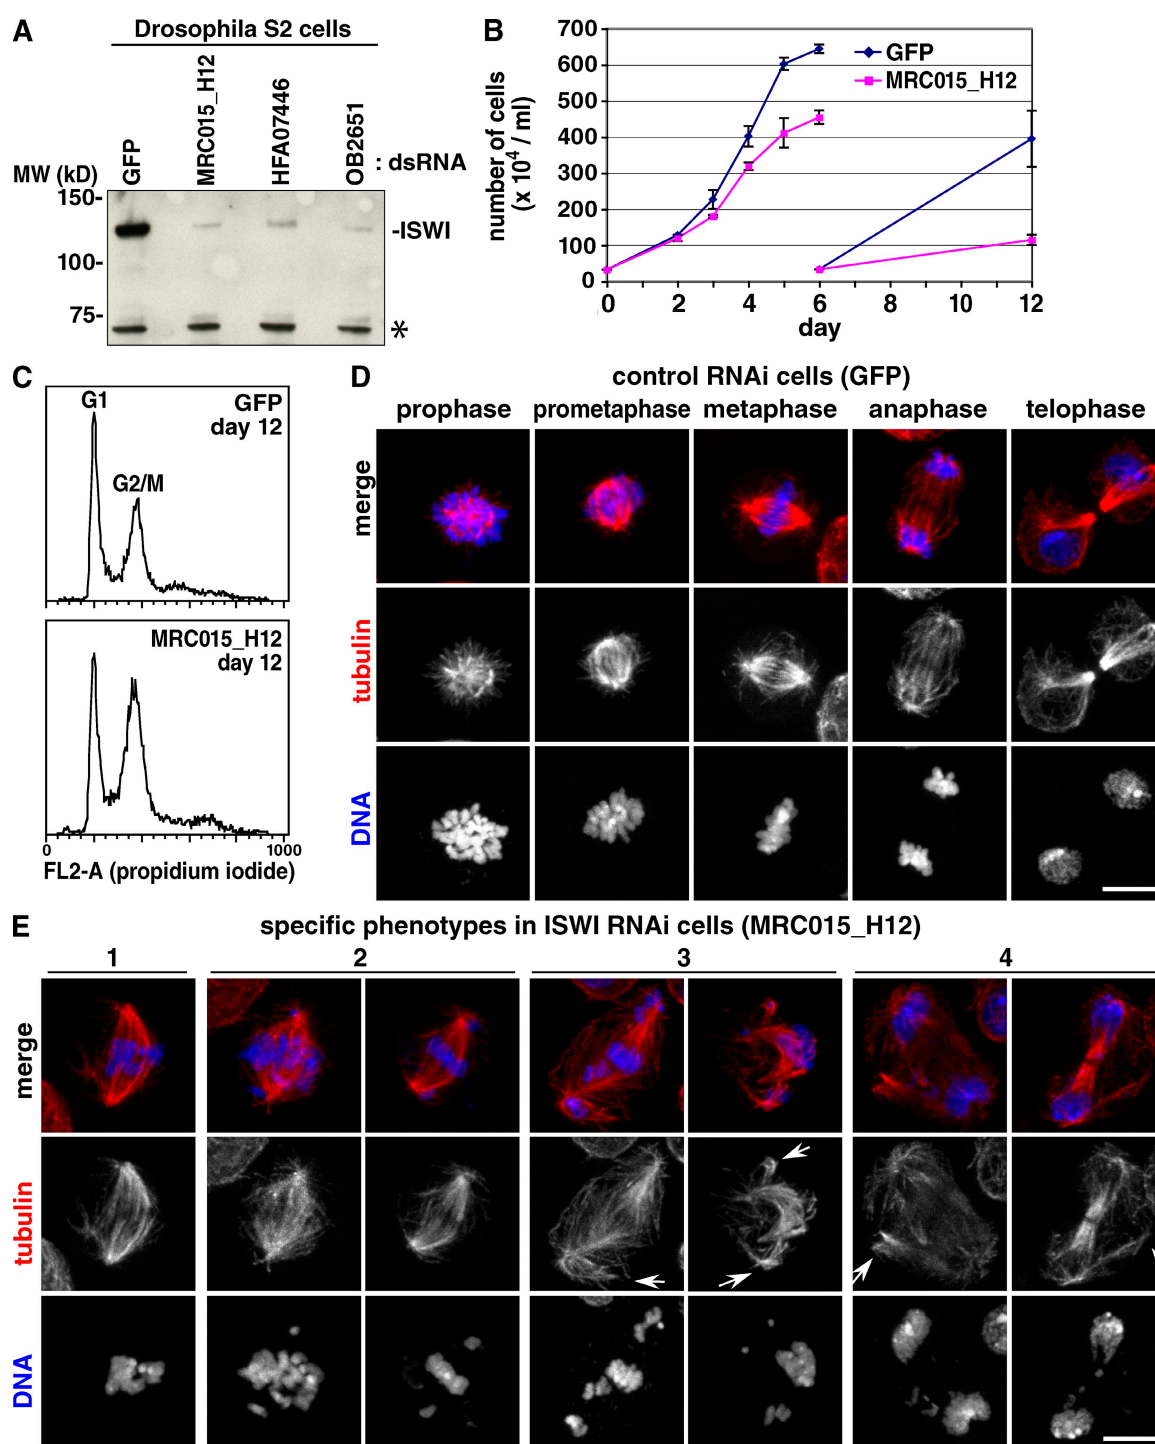 A
Drosophila S2 cells
GFP
MRC015_H12
HFA07446
OB2651
: dsRNA
MW (kD)
150-
100-
75-
-ISWI
*
B
number of cells
(x 10⁴ / ml)
700
600
500
400
300
200
100
0
GFP
MRC015_H12
0 2 4 6 8 10 12
day
C
G1
GFP
day 12
G2/M
MRC015_H12
day 12
0 1000
FL2-A (propidium iodide)
D
control RNAi cells (GFP)
prophase prometaphase metaphase anaphase telophase
merge
tubulin
DNA
E
specific phenotypes in ISWI RNAi cells (MRC015_H12)
1 2 3 4
merge
tubulin
DNA